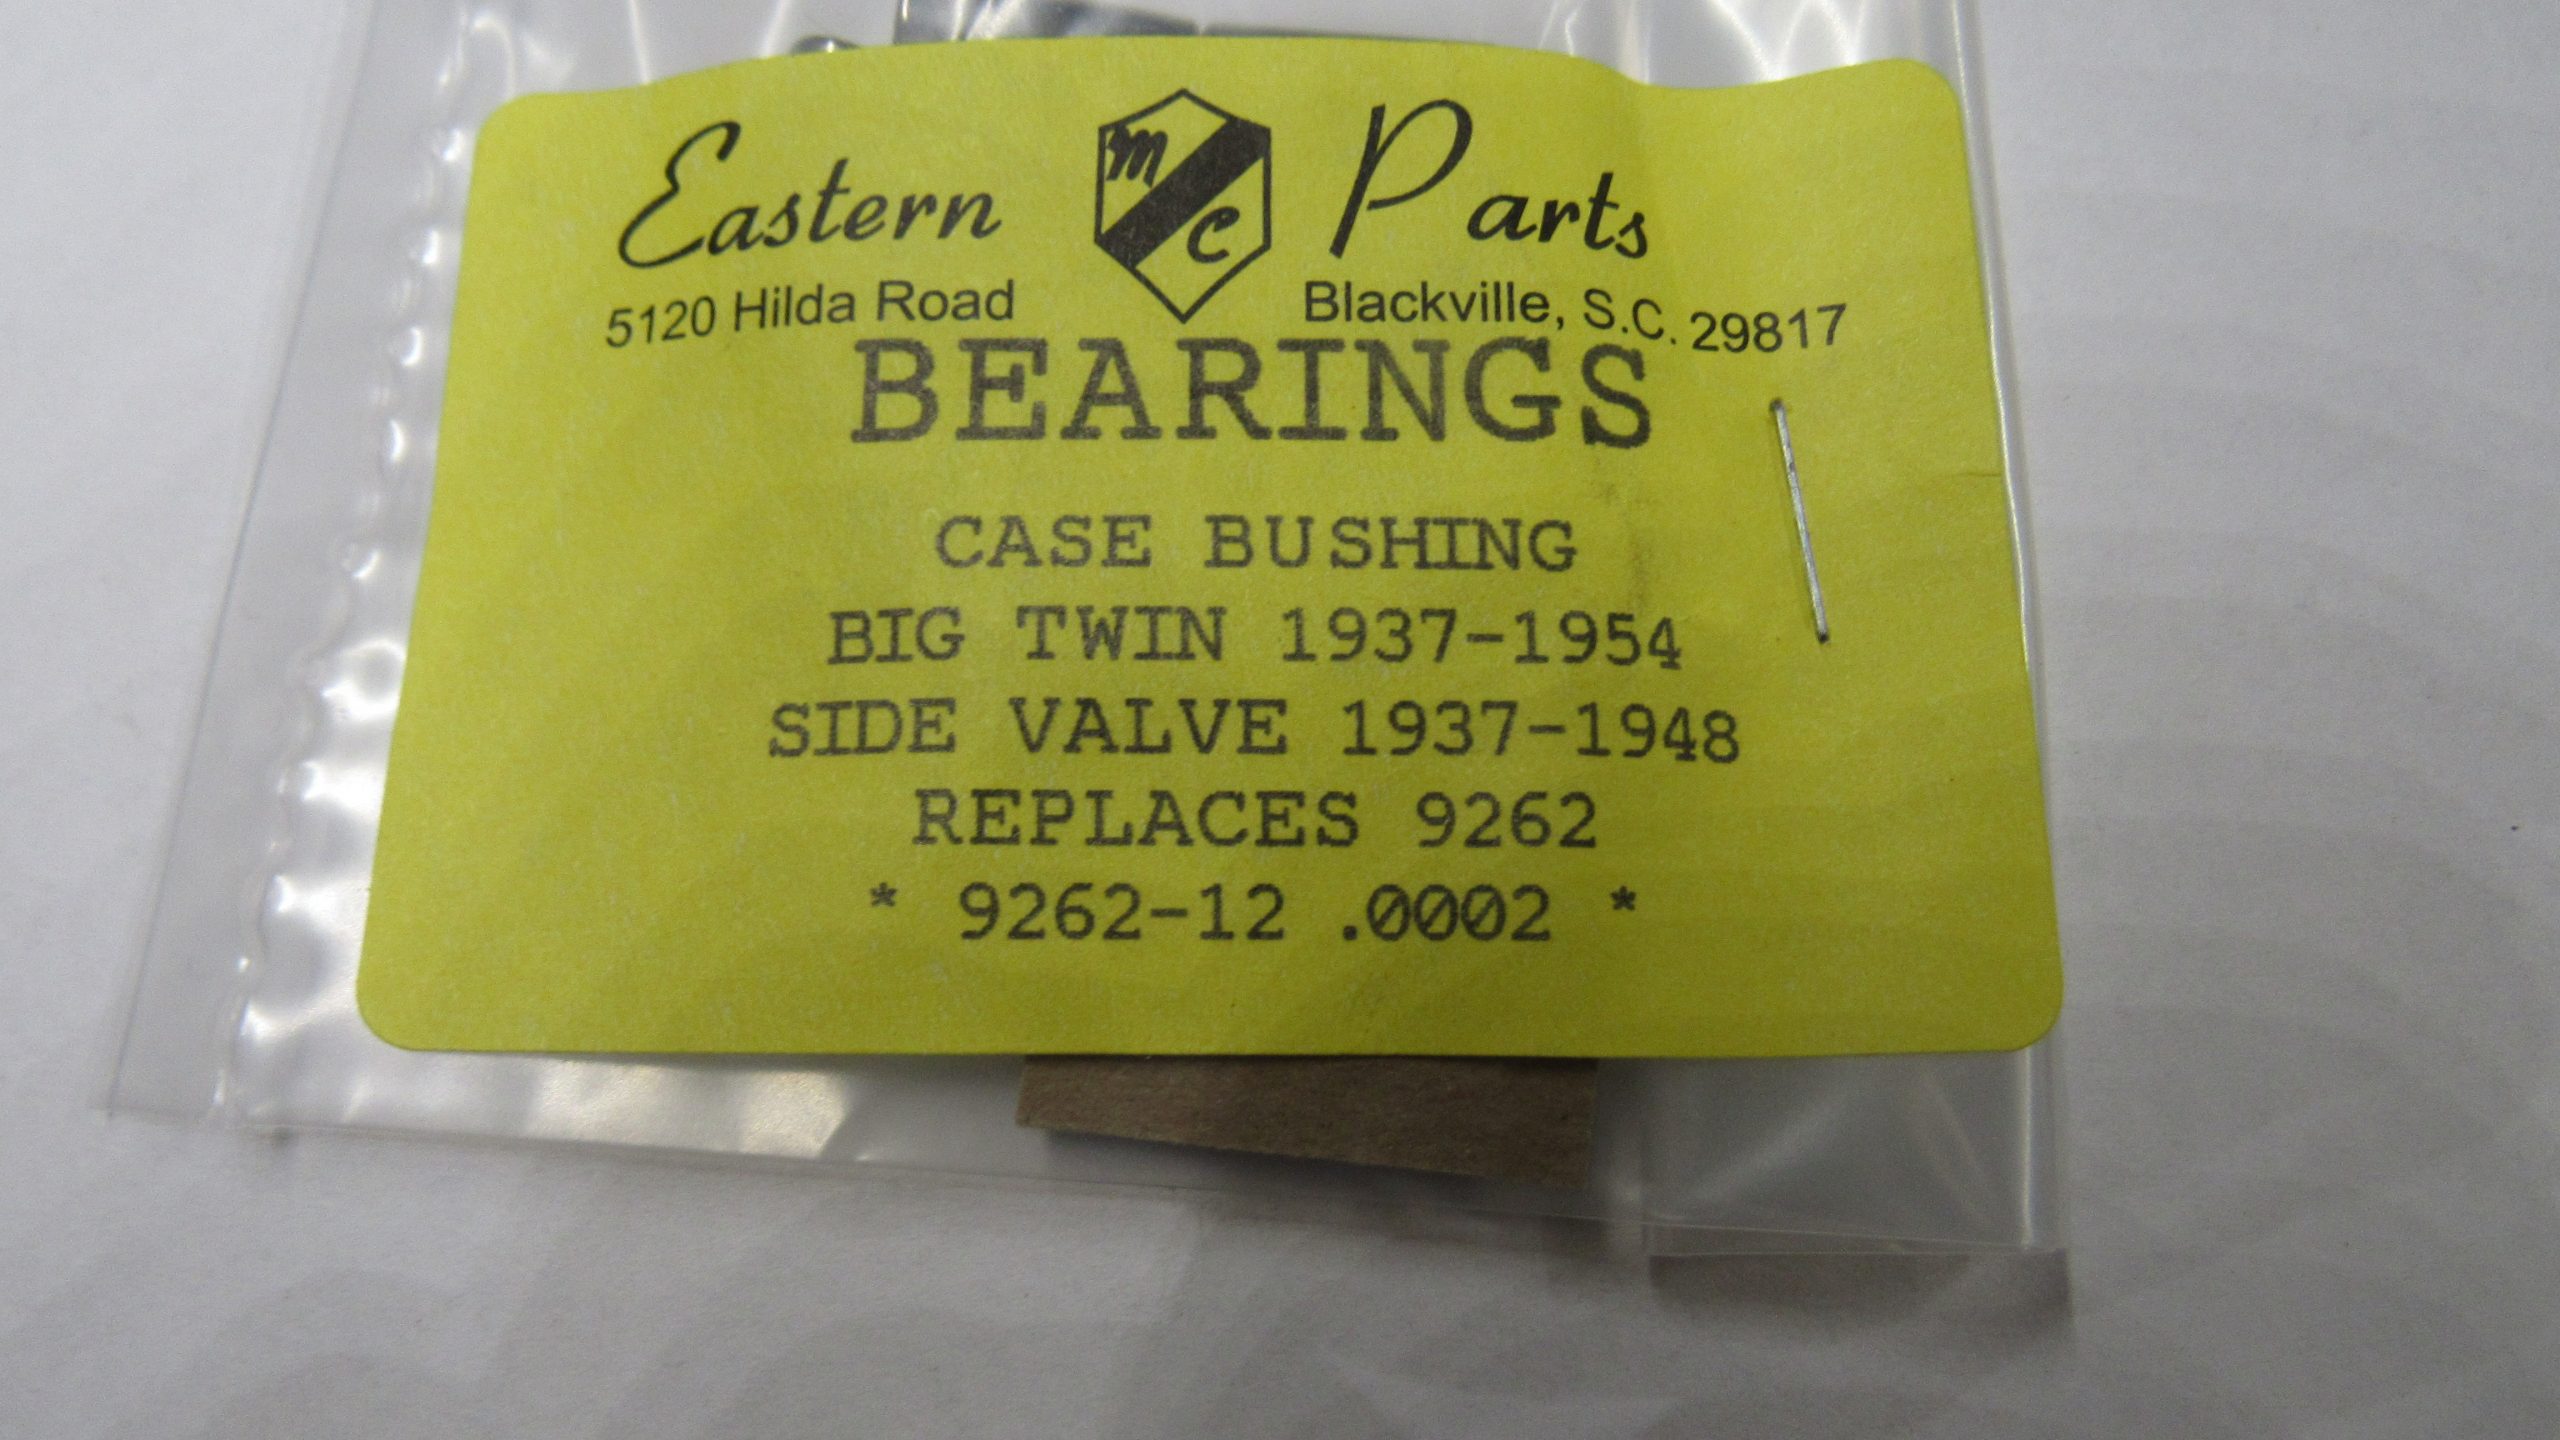 Eastern MC Parts
5120 Hilda Road Blackville, S.C. 29817
BEARINGS
CASE BUSHING
BIG TWIN 1937-1954
SIDE VALVE 1937-1948
REPLACES 9262
* 9262-12 .0002 *